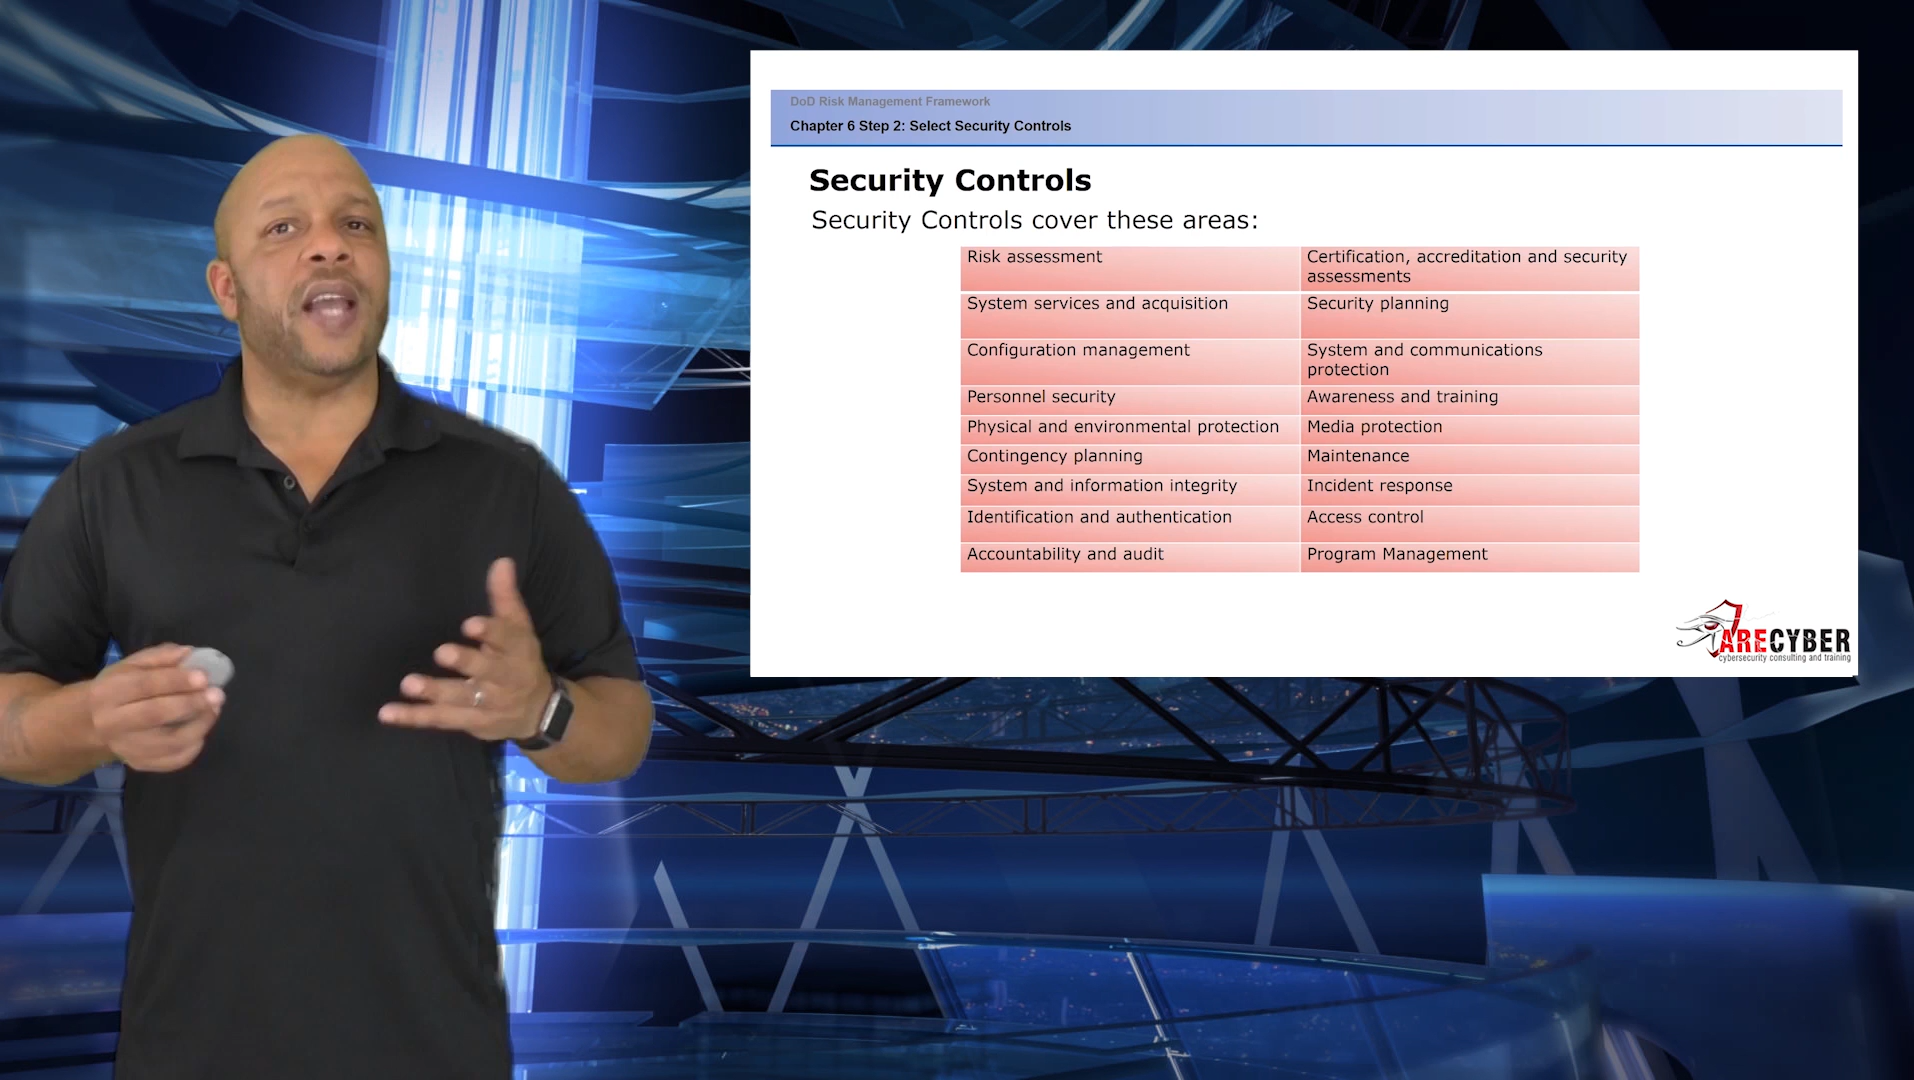 DoD Risk Management Framework
Chapter 6 Step 2: Select Security Controls
Security Controls
Security Controls cover these areas:
Risk assessment
Certification, accreditation and security
assessments
System services and acquisition
Security planning
Configuration management
System and communications
protection
Personnel security
Awareness and training
Physical and environmental protection
Media protection
Contingency planning
Maintenance
System and information integrity
Incident response
Identification and authentication
Access control
Accountability and audit
Program Management
ARECYBER
cybersecurity consulting and training